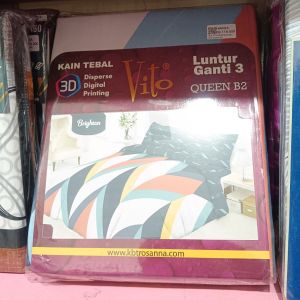 KAIN TEBAL
3D
Disperse
Digital
Printing
Vito®
Luntur
Ganti 3
QUEEN B2
Brighton
www.kbtrosanna.com